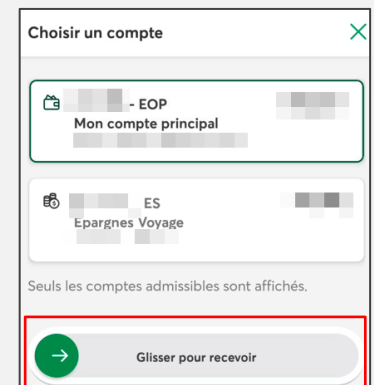 Choisir un compte
- EOP
Mon compte principal
ES
Epargnes Voyage
Seuls les comptes admissibles sont affichés.
Glisser pour recevoir